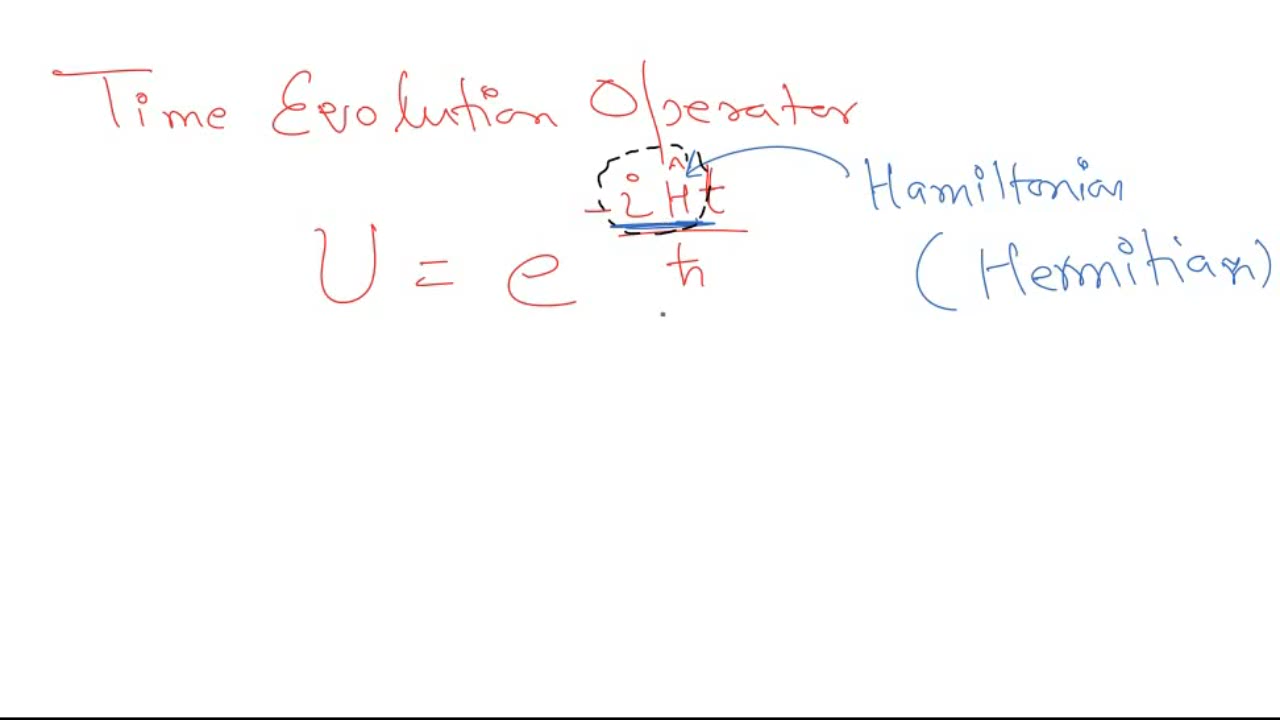 Time Evolution Operator
U = e^{-iĤt/ħ}
Hamiltonian
(Hermitian)